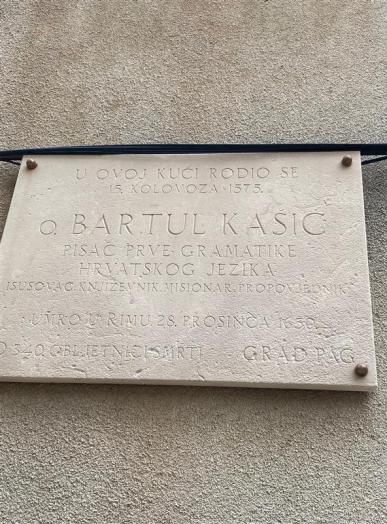 U OVOJ KUĆI RODIO SE
15. KOLOVOZA 1575.
O. BARTUL KAŠIĆ
PISAC PRVE GRAMATIKE
HRVATSKOG JEZIKA
ISUSOVAC, KNJIŽEVNIK, MISIONAR, PROPOVJEDNIK
UMRO U RIMU 28. PROSINCA 1650.
O 340. OBLJETNICI SMRTI GRAD PAG